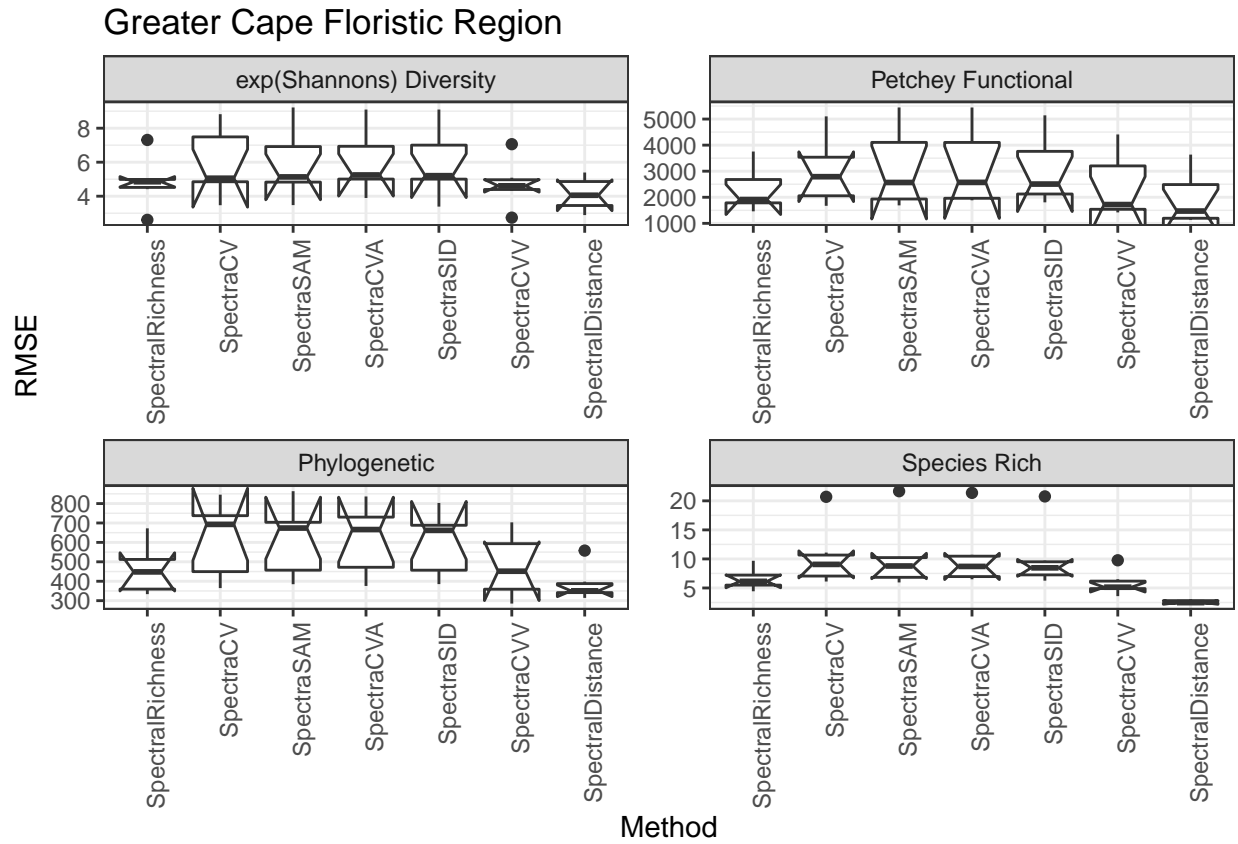 Greater Cape Floristic Region
exp(Shannons) Diversity
Petchey Functional
8
6
4
5000
4000
3000
2000
1000
SpectralRichness
SpectraCV
SpectraSAM
SpectraCVA
SpectraSID
SpectraCVV
SpectralDistance
SpectralRichness
SpectraCV
SpectraSAM
SpectraCVA
SpectraSID
SpectraCVV
SpectralDistance
RMSE
Phylogenetic
Species Rich
800
700
600
500
400
300
20
15
10
5
SpectralRichness
SpectraCV
SpectraSAM
SpectraCVA
SpectraSID
SpectraCVV
SpectralDistance
SpectralRichness
SpectraCV
SpectraSAM
SpectraCVA
SpectraSID
SpectraCVV
SpectralDistance
Method